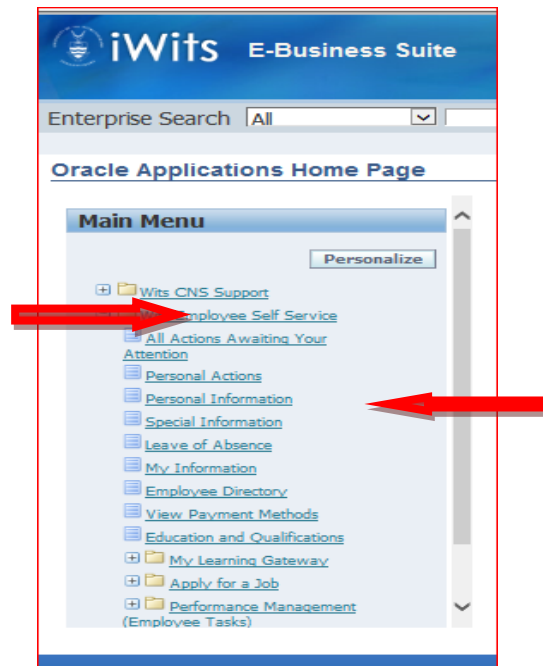 iWits E-Business Suite
Enterprise Search All
Oracle Applications Home Page
Main Menu
Personalize
Wits CNS Support
Employee Self Service
All Actions Awaiting Your
Attention
Personal Actions
Personal Information
Special Information
Leave of Absence
My Information
Employee Directory
View Payment Methods
Education and Qualifications
My Learning Gateway
Apply for a Job
Performance Management
(Employee Tasks)